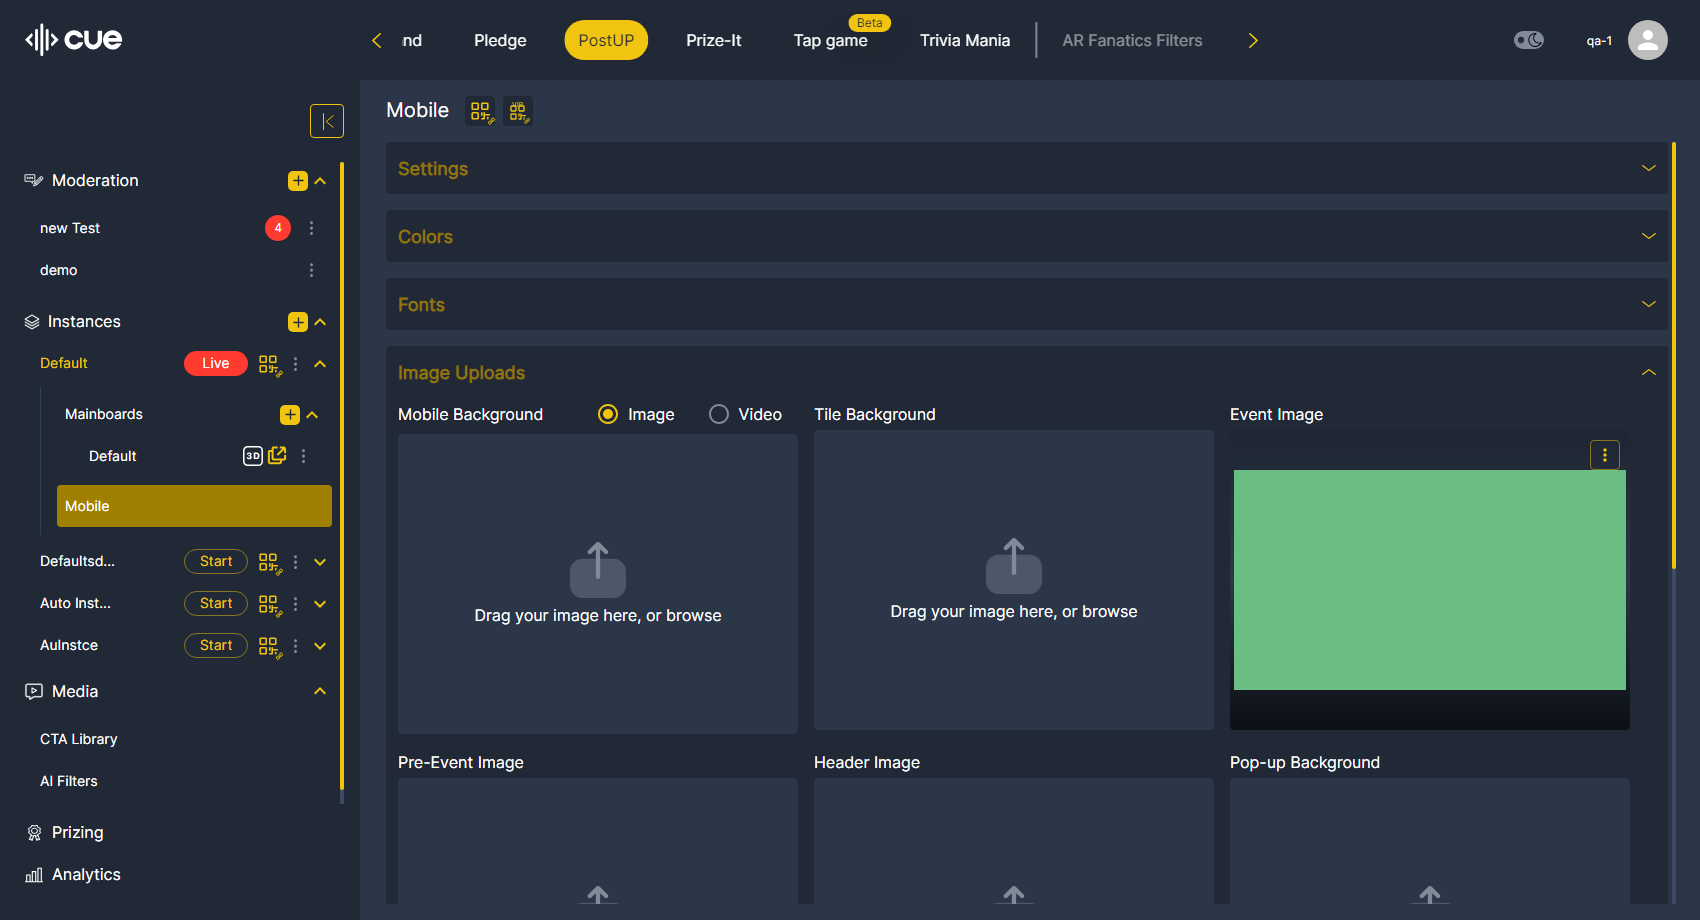 cue
nd
Pledge
PostUP
Prize-It
Beta
Tap game
Trivia Mania
AR Fanatics Filters
qa-1
Moderation
new Test
4
demo
Instances
Default
Live
Mainboards
Default
3D
Mobile
Defaultsd...
Start
Auto Inst...
Start
AuInstce
Start
Media
CTA Library
AI Filters
Prizing
Analytics
Mobile
VIP
Settings
Colors
Fonts
Image Uploads
Mobile Background
Image
Video
Tile Background
Event Image
Drag your image here, or browse
Drag your image here, or browse
Pre-Event Image
Header Image
Pop-up Background